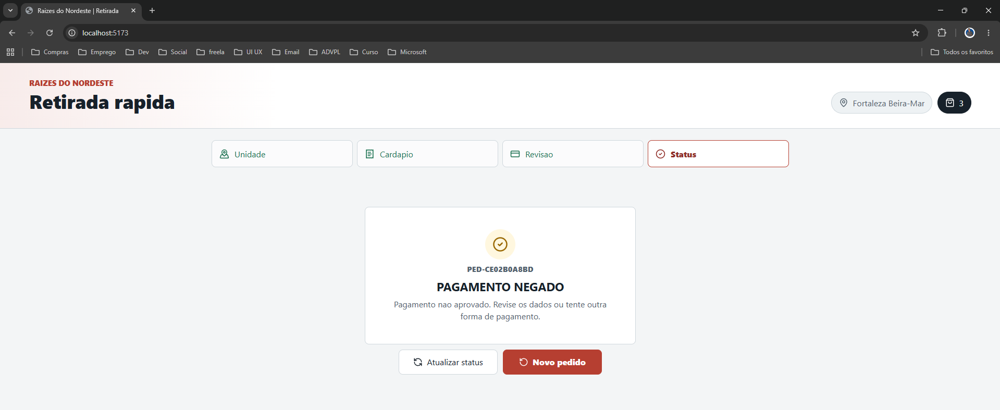 Raizes do Nordeste | Retirada
localhost:5173
Compras Emprego Dev Social freela UI UX Email ADVPL Curso Microsoft Todos os favoritos
RAIZES DO NORDESTE
Retirada rapida
Fortaleza Beira-Mar 3
Unidade Cardapio Revisao Status
PED-CE02B0A8BD
PAGAMENTO NEGADO
Pagamento nao aprovado. Revise os dados ou tente outra
forma de pagamento.
Atualizar status Novo pedido